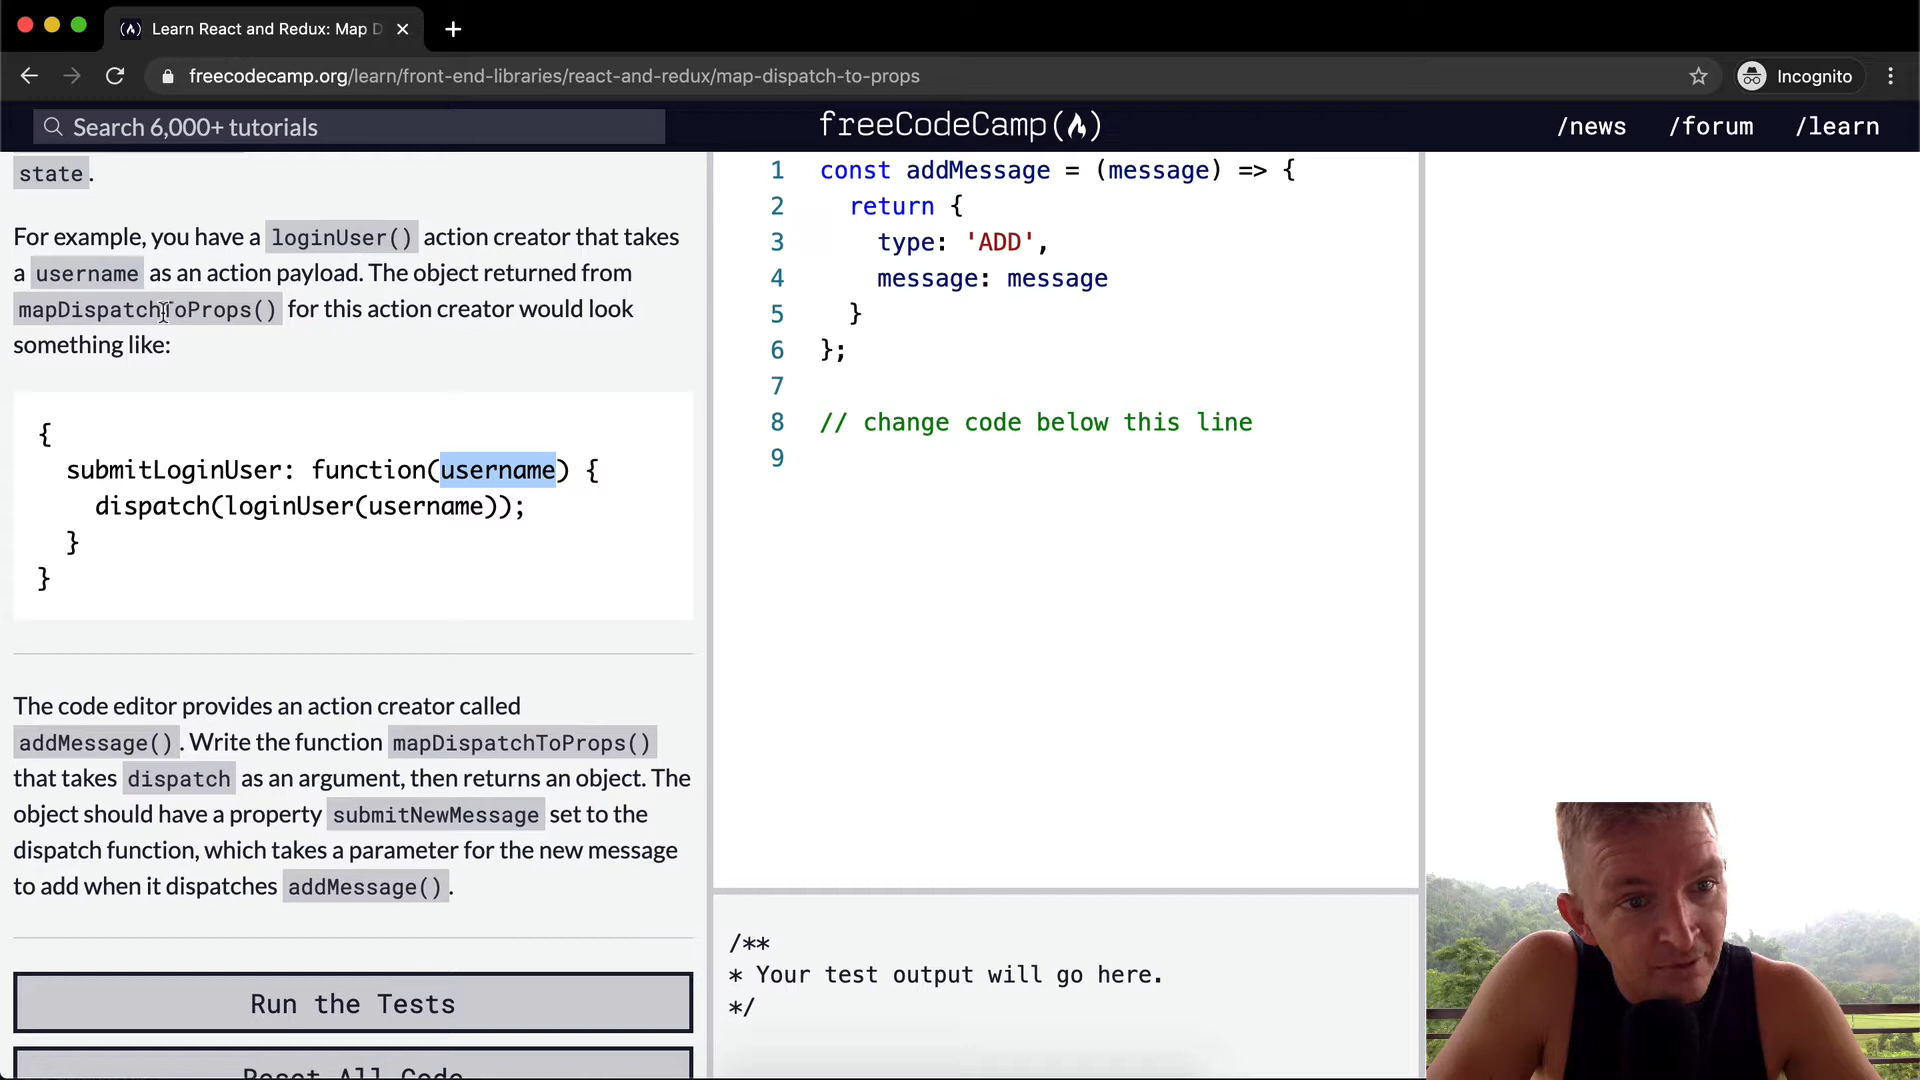 Learn React and Redux: Map D
freecodecamp.org/learn/front-end-libraries/react-and-redux/map-dispatch-to-props
Incognito
Search 6,000+ tutorials
freeCodeCamp(🔥)
/news /forum /learn
state.
For example, you have a loginUser() action creator that takes
a username as an action payload. The object returned from
mapDispatchToProps() for this action creator would look
something like:
{
submitLoginUser: function(username) {
dispatch(loginUser(username));
}
}
The code editor provides an action creator called
addMessage(). Write the function mapDispatchToProps()
that takes dispatch as an argument, then returns an object. The
object should have a property submitNewMessage set to the
dispatch function, which takes a parameter for the new message
to add when it dispatches addMessage().
Run the Tests
Reset All Code
1 const addMessage = (message) => {
2 return {
3 type: 'ADD',
4 message: message
5 }
6 };
7
8 // change code below this line
9
/**
* Your test output will go here.
*/